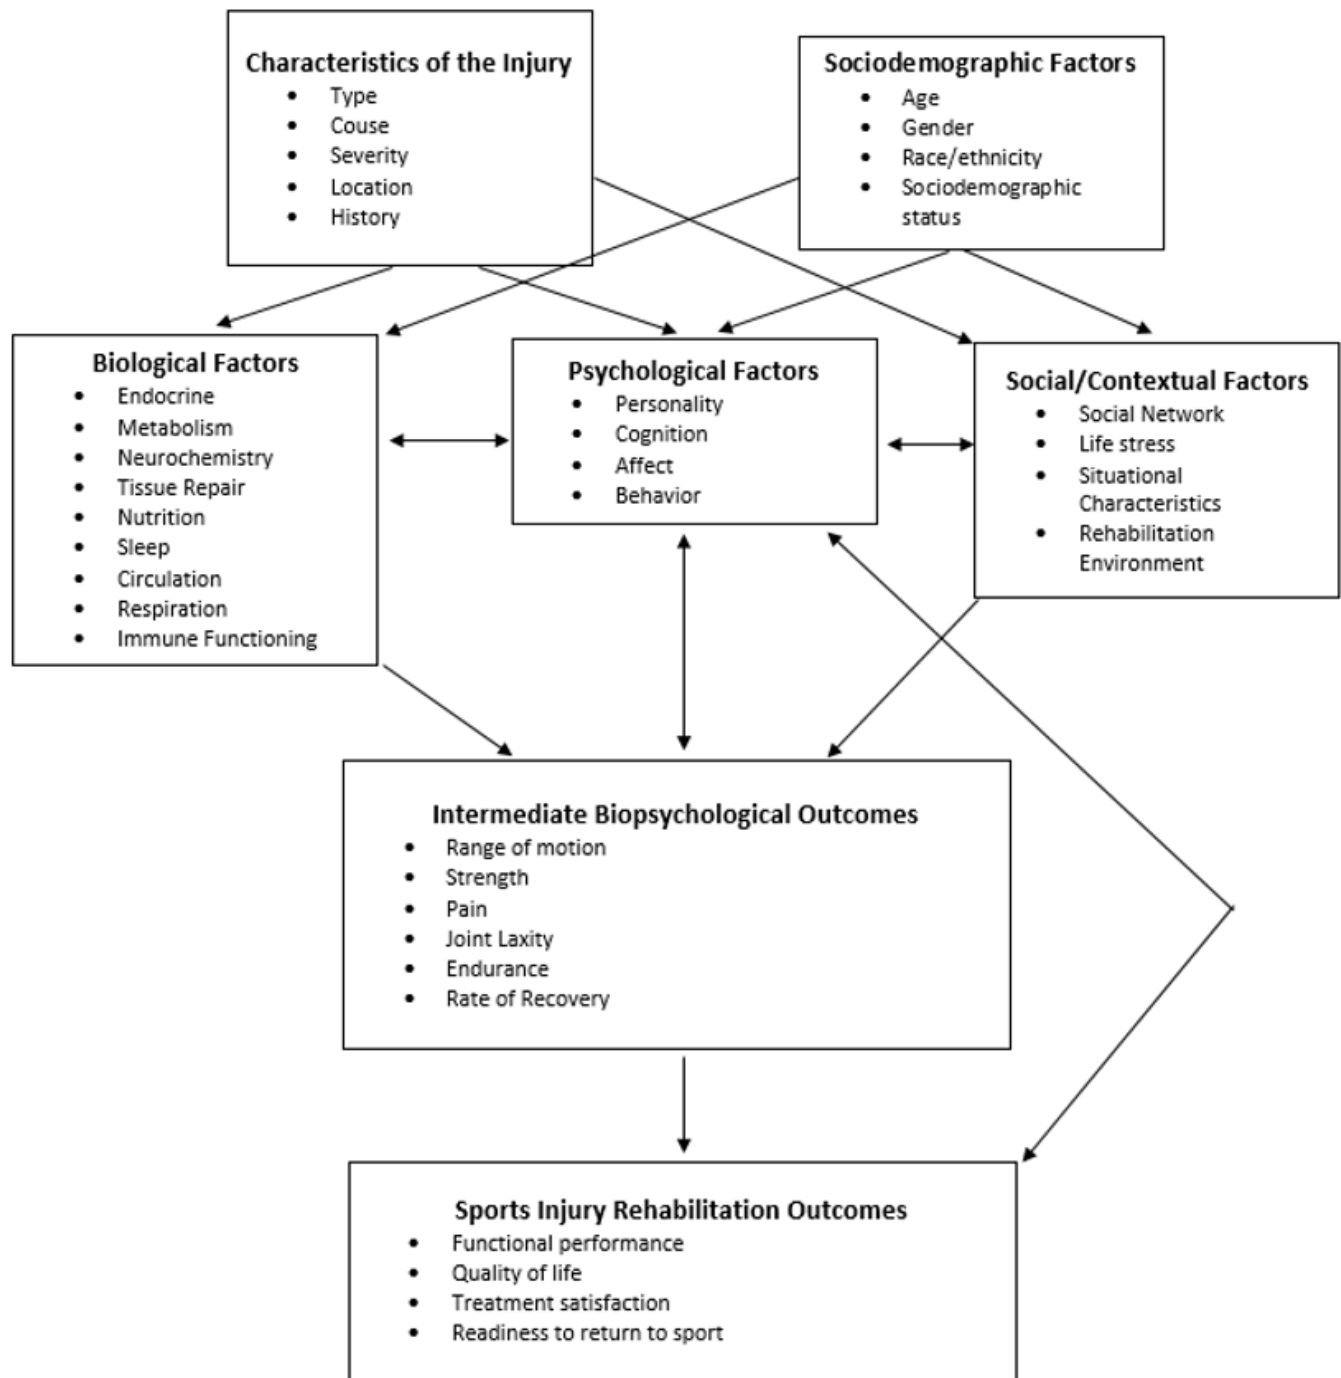 Characteristics of the Injury
• Type
• Couse
• Severity
• Location
• History
Sociodemographic Factors
• Age
• Gender
• Race/ethnicity
• Sociodemographic
status
Biological Factors
• Endocrine
• Metabolism
• Neurochemistry
• Tissue Repair
• Nutrition
• Sleep
• Circulation
• Respiration
• Immune Functioning
Psychological Factors
• Personality
• Cognition
• Affect
• Behavior
Social/Contextual Factors
• Social Network
• Life stress
• Situational
Characteristics
• Rehabilitation
Environment
Intermediate Biopsychological Outcomes
• Range of motion
• Strength
• Pain
• Joint Laxity
• Endurance
• Rate of Recovery
Sports Injury Rehabilitation Outcomes
• Functional performance
• Quality of life
• Treatment satisfaction
• Readiness to return to sport